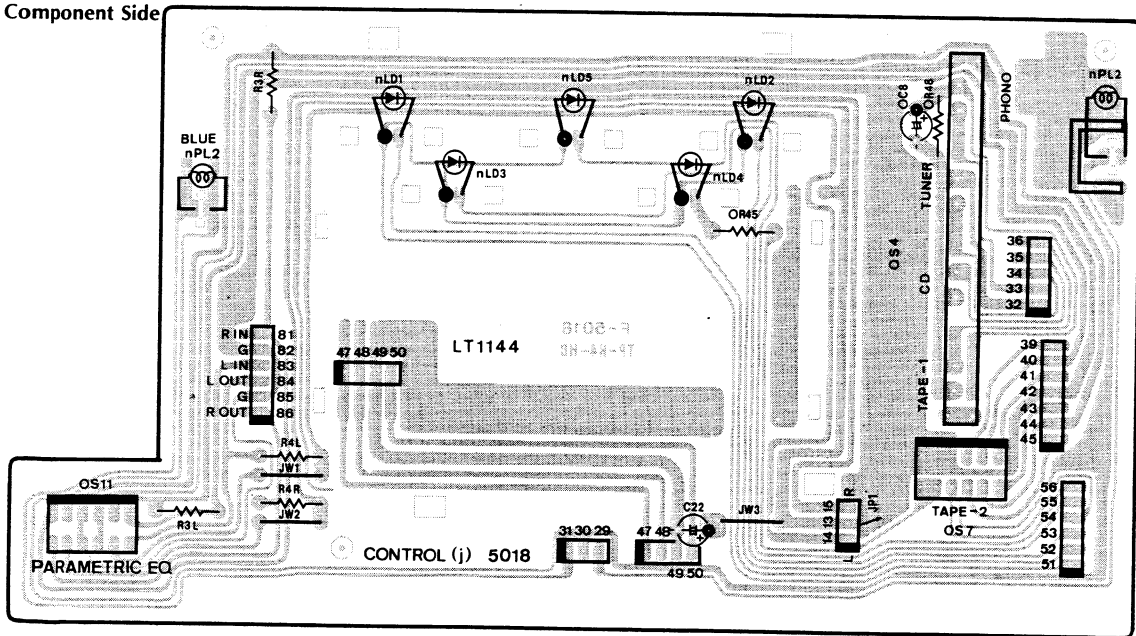 Component Side
R3R
nLD1
nLD5
nLD2
OC8
OR46
PHONO
nPL2
BLUE
nPL2
nLD3
nLD4
OR45
TUNER
OS4
CD
TAPE-1
36
35
34
33
32
R IN 81
G 82
L IN 83
L OUT 84
G 85
R OUT 86
47 48 49 50
LT1144
F-5018
39
40
41
42
43
44
45
R4L
JW1
R4R
JW2
OS11
R3L
PARAMETRIC EQ
CONTROL (j) 5018
31 30 29
47 48
49 50
C22
JW3
R
14 13 15
L
JP1
TAPE-2
OS7
56
55
54
53
52
51